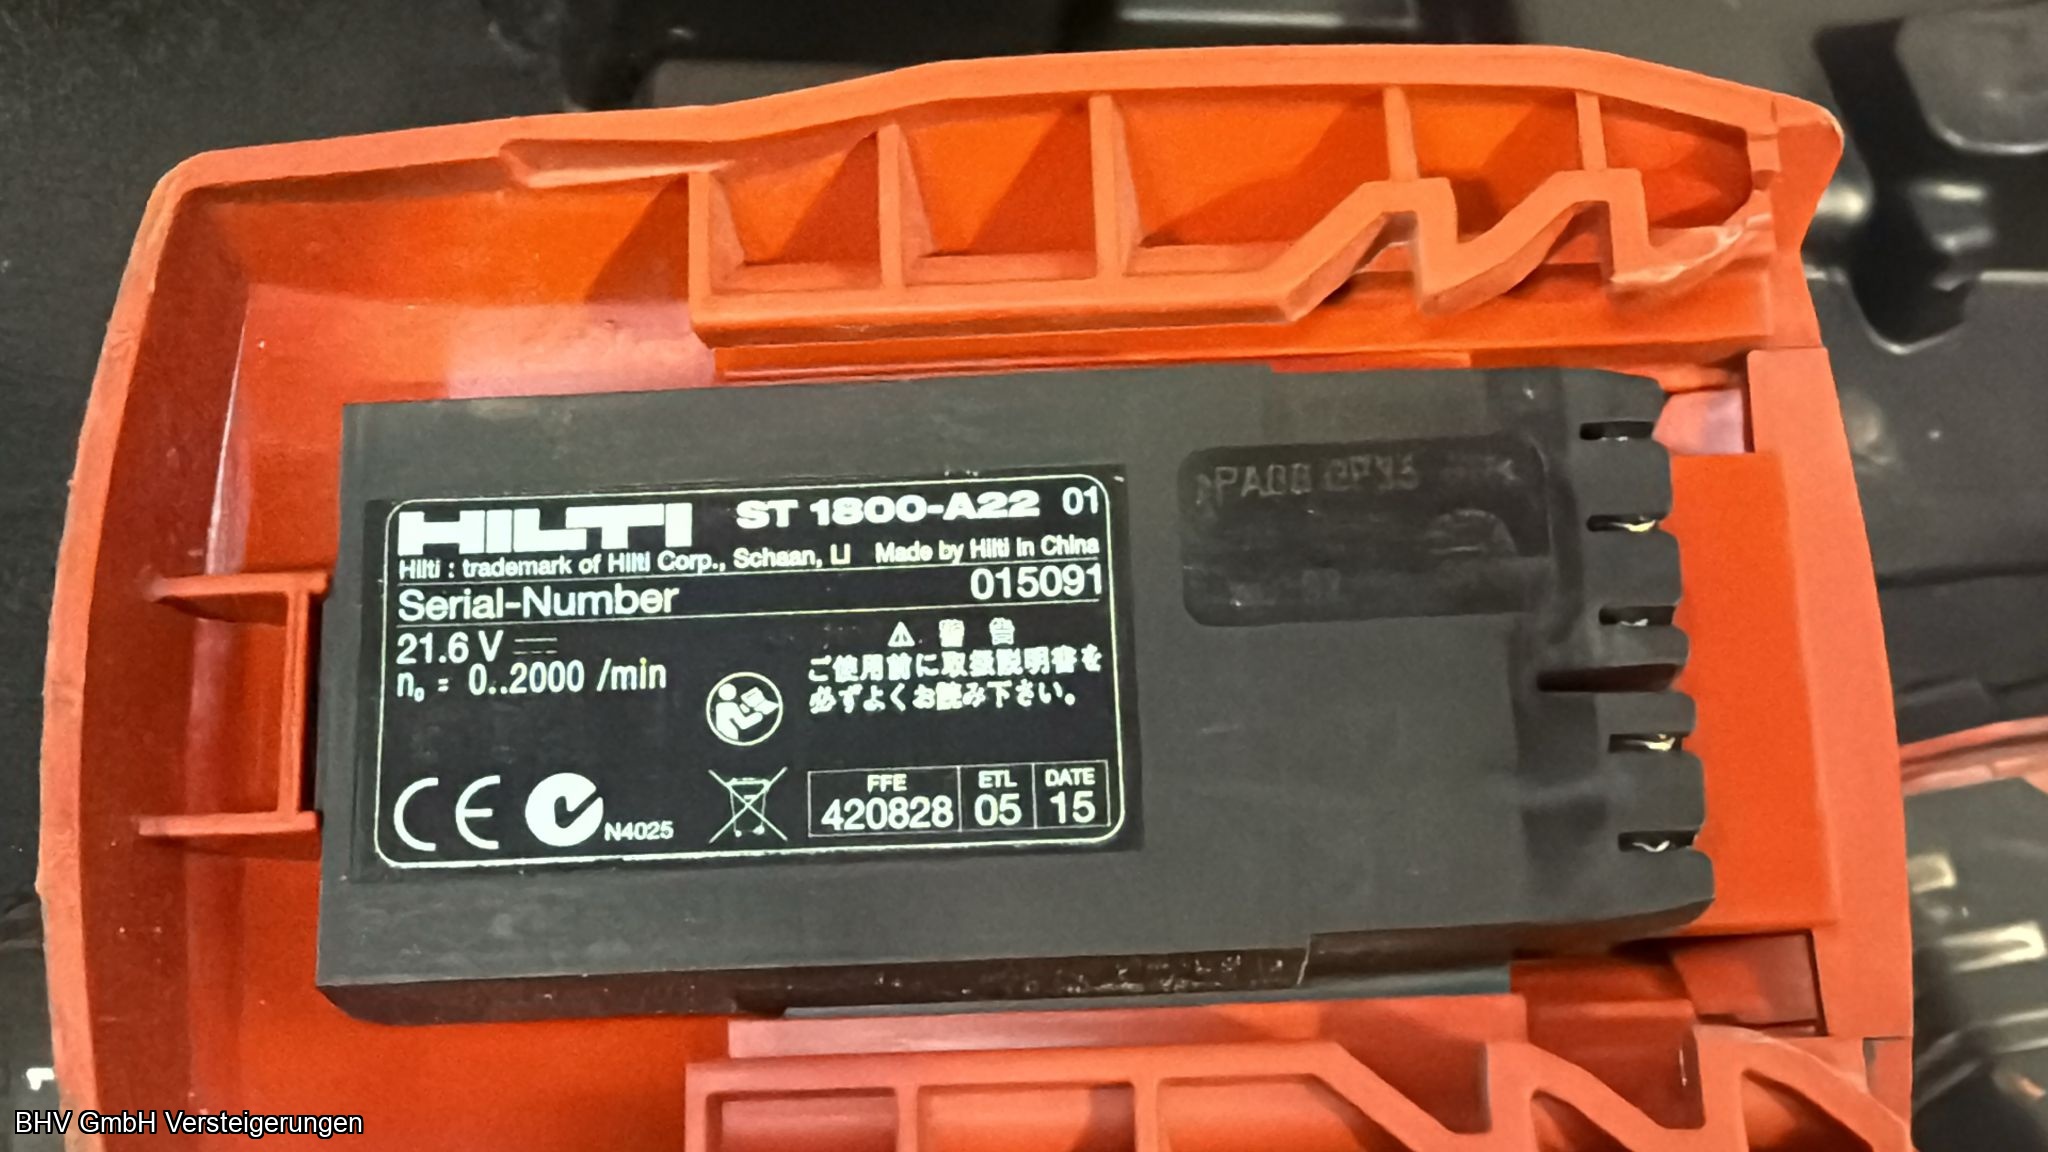 HILTI ST 1800-A22 01
Hilti : trademark of Hilti Corp., Schaan, LI Made by Hilti in China
Serial-Number 015091
21.6 V
n₀ = 0..2000 /min
警告
ご使用前に取扱説明書を
必ずよくお読み下さい。
CE N4025
FFE ETL DATE
420828 05 15
BHV GmbH Versteigerungen